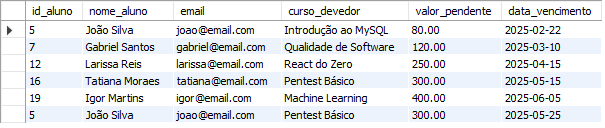 id_aluno nome_aluno email curso_devedor valor_pendente data_vencimento
5 João Silva joao@email.com Introdução ao MySQL 80.00 2025-02-22
7 Gabriel Santos gabriel@email.com Qualidade de Software 120.00 2025-03-10
12 Larissa Reis larissa@email.com React do Zero 250.00 2025-04-15
16 Tatiana Moraes tatiana@email.com Pentest Básico 300.00 2025-05-15
19 Igor Martins igor@email.com Machine Learning 400.00 2025-06-05
5 João Silva joao@email.com Pentest Básico 300.00 2025-05-25